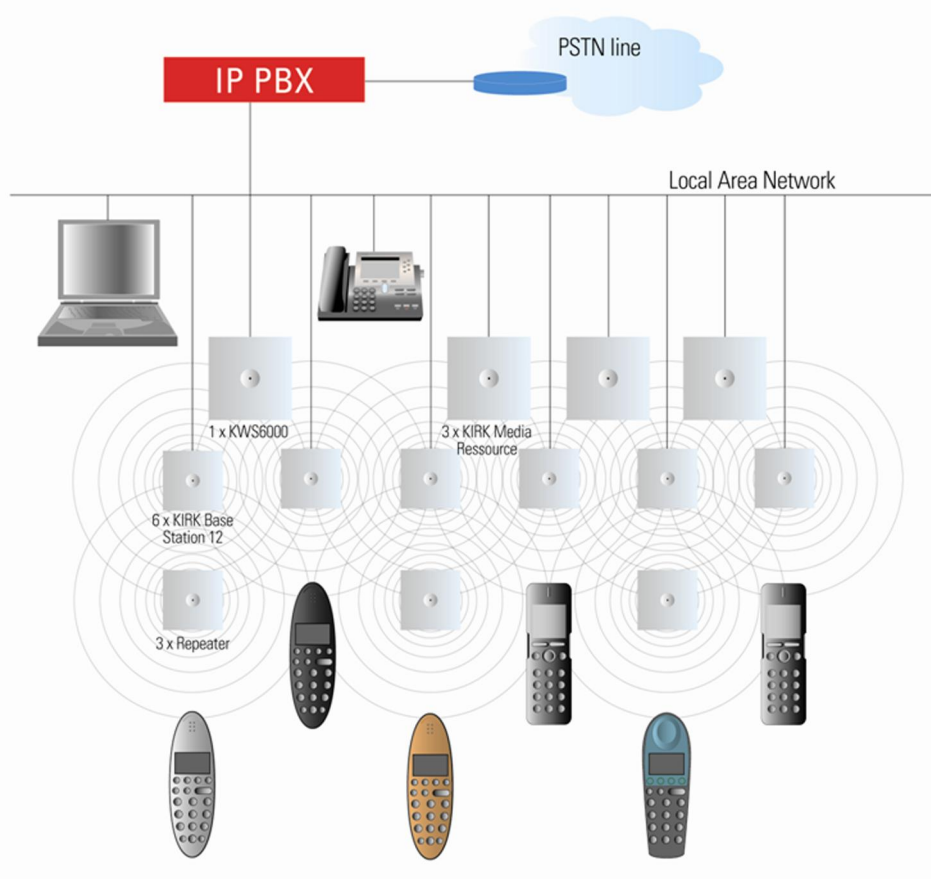 PSTN line
IP PBX
Local Area Network
1 x KWS6000
3 x KIRK Media
Ressource
6 x KIRK Base
Station 12
3 x Repeater